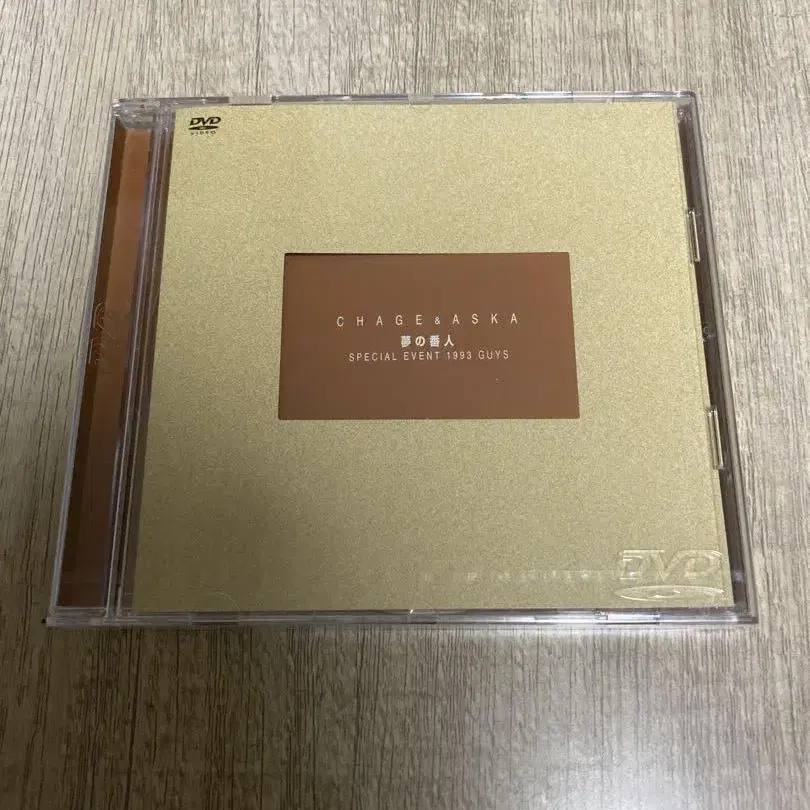 DVD
VIDEO
CHAGE & ASKA
夢の番人
SPECIAL EVENT 1993 GUYS
DVD